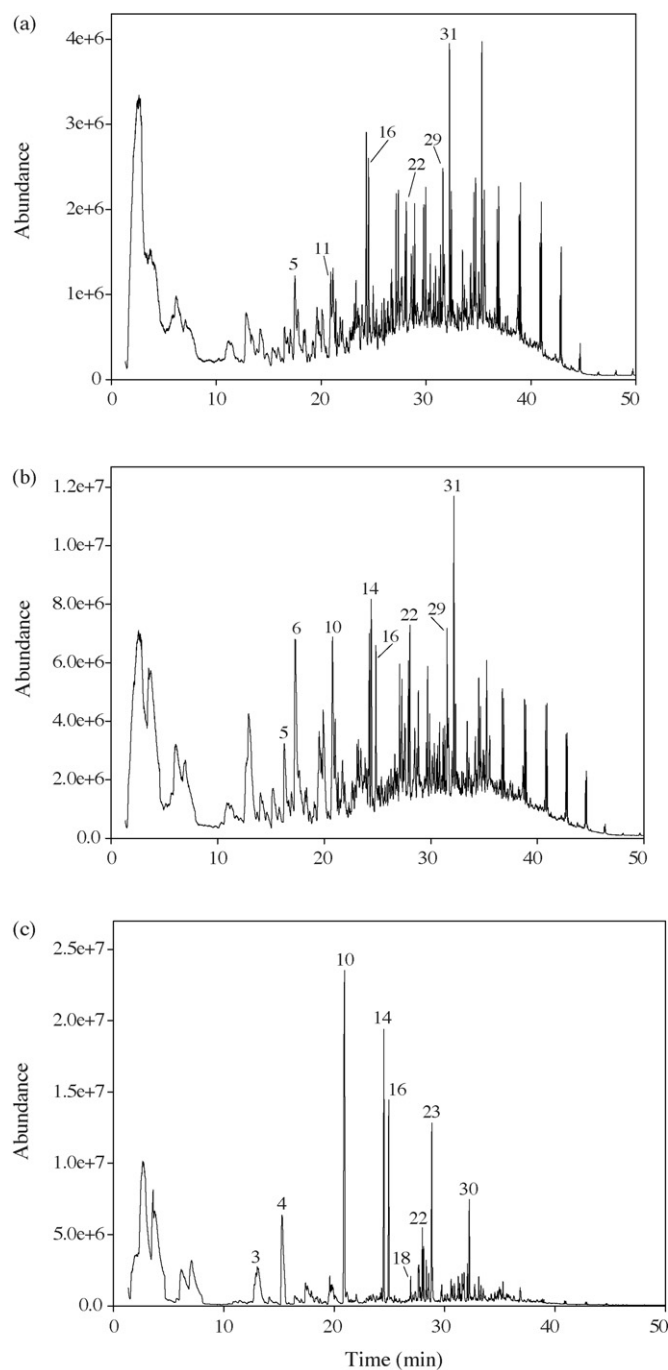 (a)
4e+6
3e+6
2e+6
1e+6
0
Abundance
5
11
16
22
29
31
0 10 20 30 40 50
(b)
1.2e+7
1.0e+7
8.0e+6
6.0e+6
4.0e+6
2.0e+6
0.0
Abundance
5
6
10
14
16
22
29
31
0 10 20 30 40 50
(c)
2.5e+7
2.0e+7
1.5e+7
1.0e+7
5.0e+6
0.0
Abundance
3
4
10
14
16
18
22
23
30
0 10 20 30 40 50
Time (min)